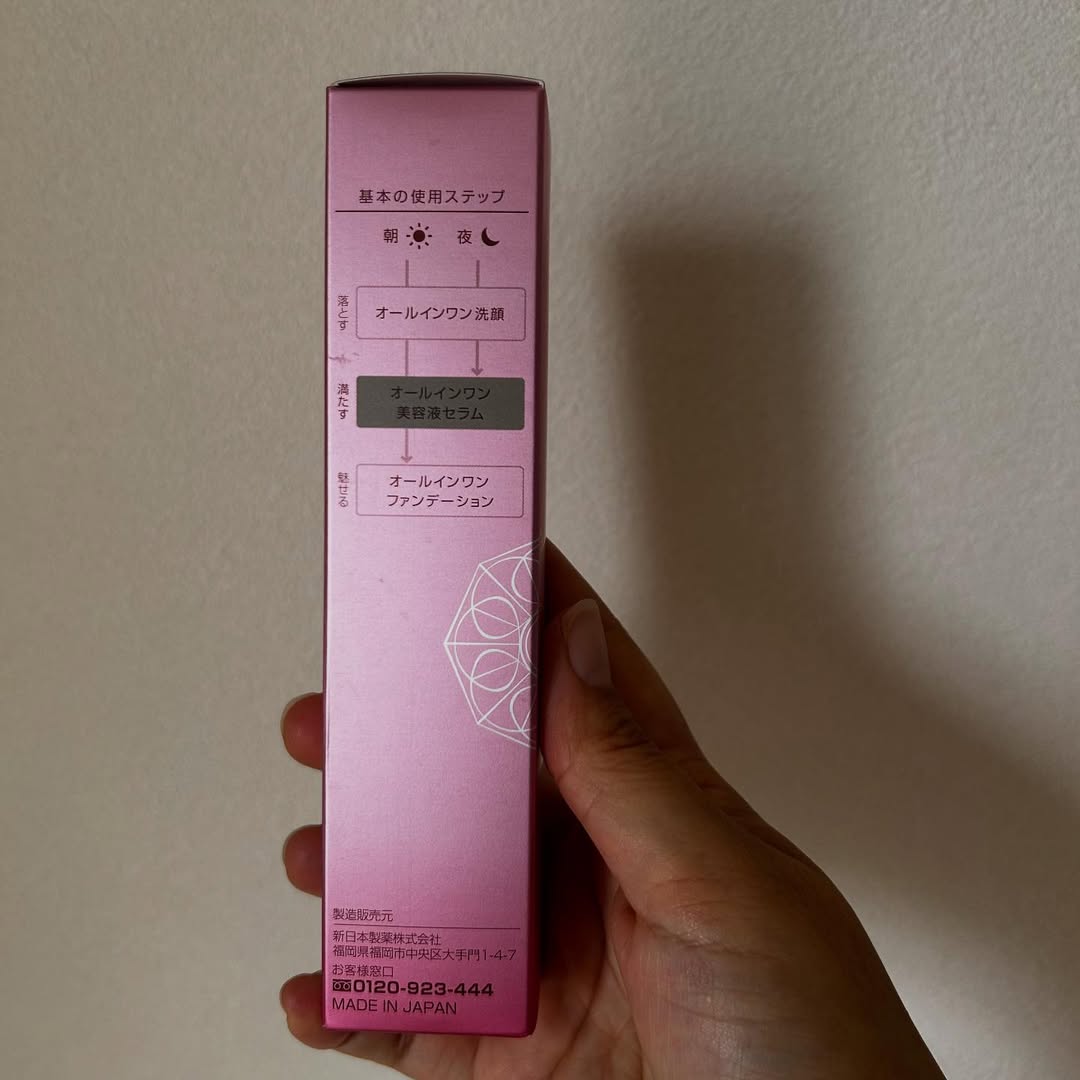 基本の使用ステップ
朝 夜
落とす
オールインワン洗顔
満たす
オールインワン
美容液セラム
魅せる
オールインワン
ファンデーション
製造販売元
新日本製薬株式会社
福岡県福岡市中央区大手門1-4-7
お客様窓口
0120-923-444
MADE IN JAPAN